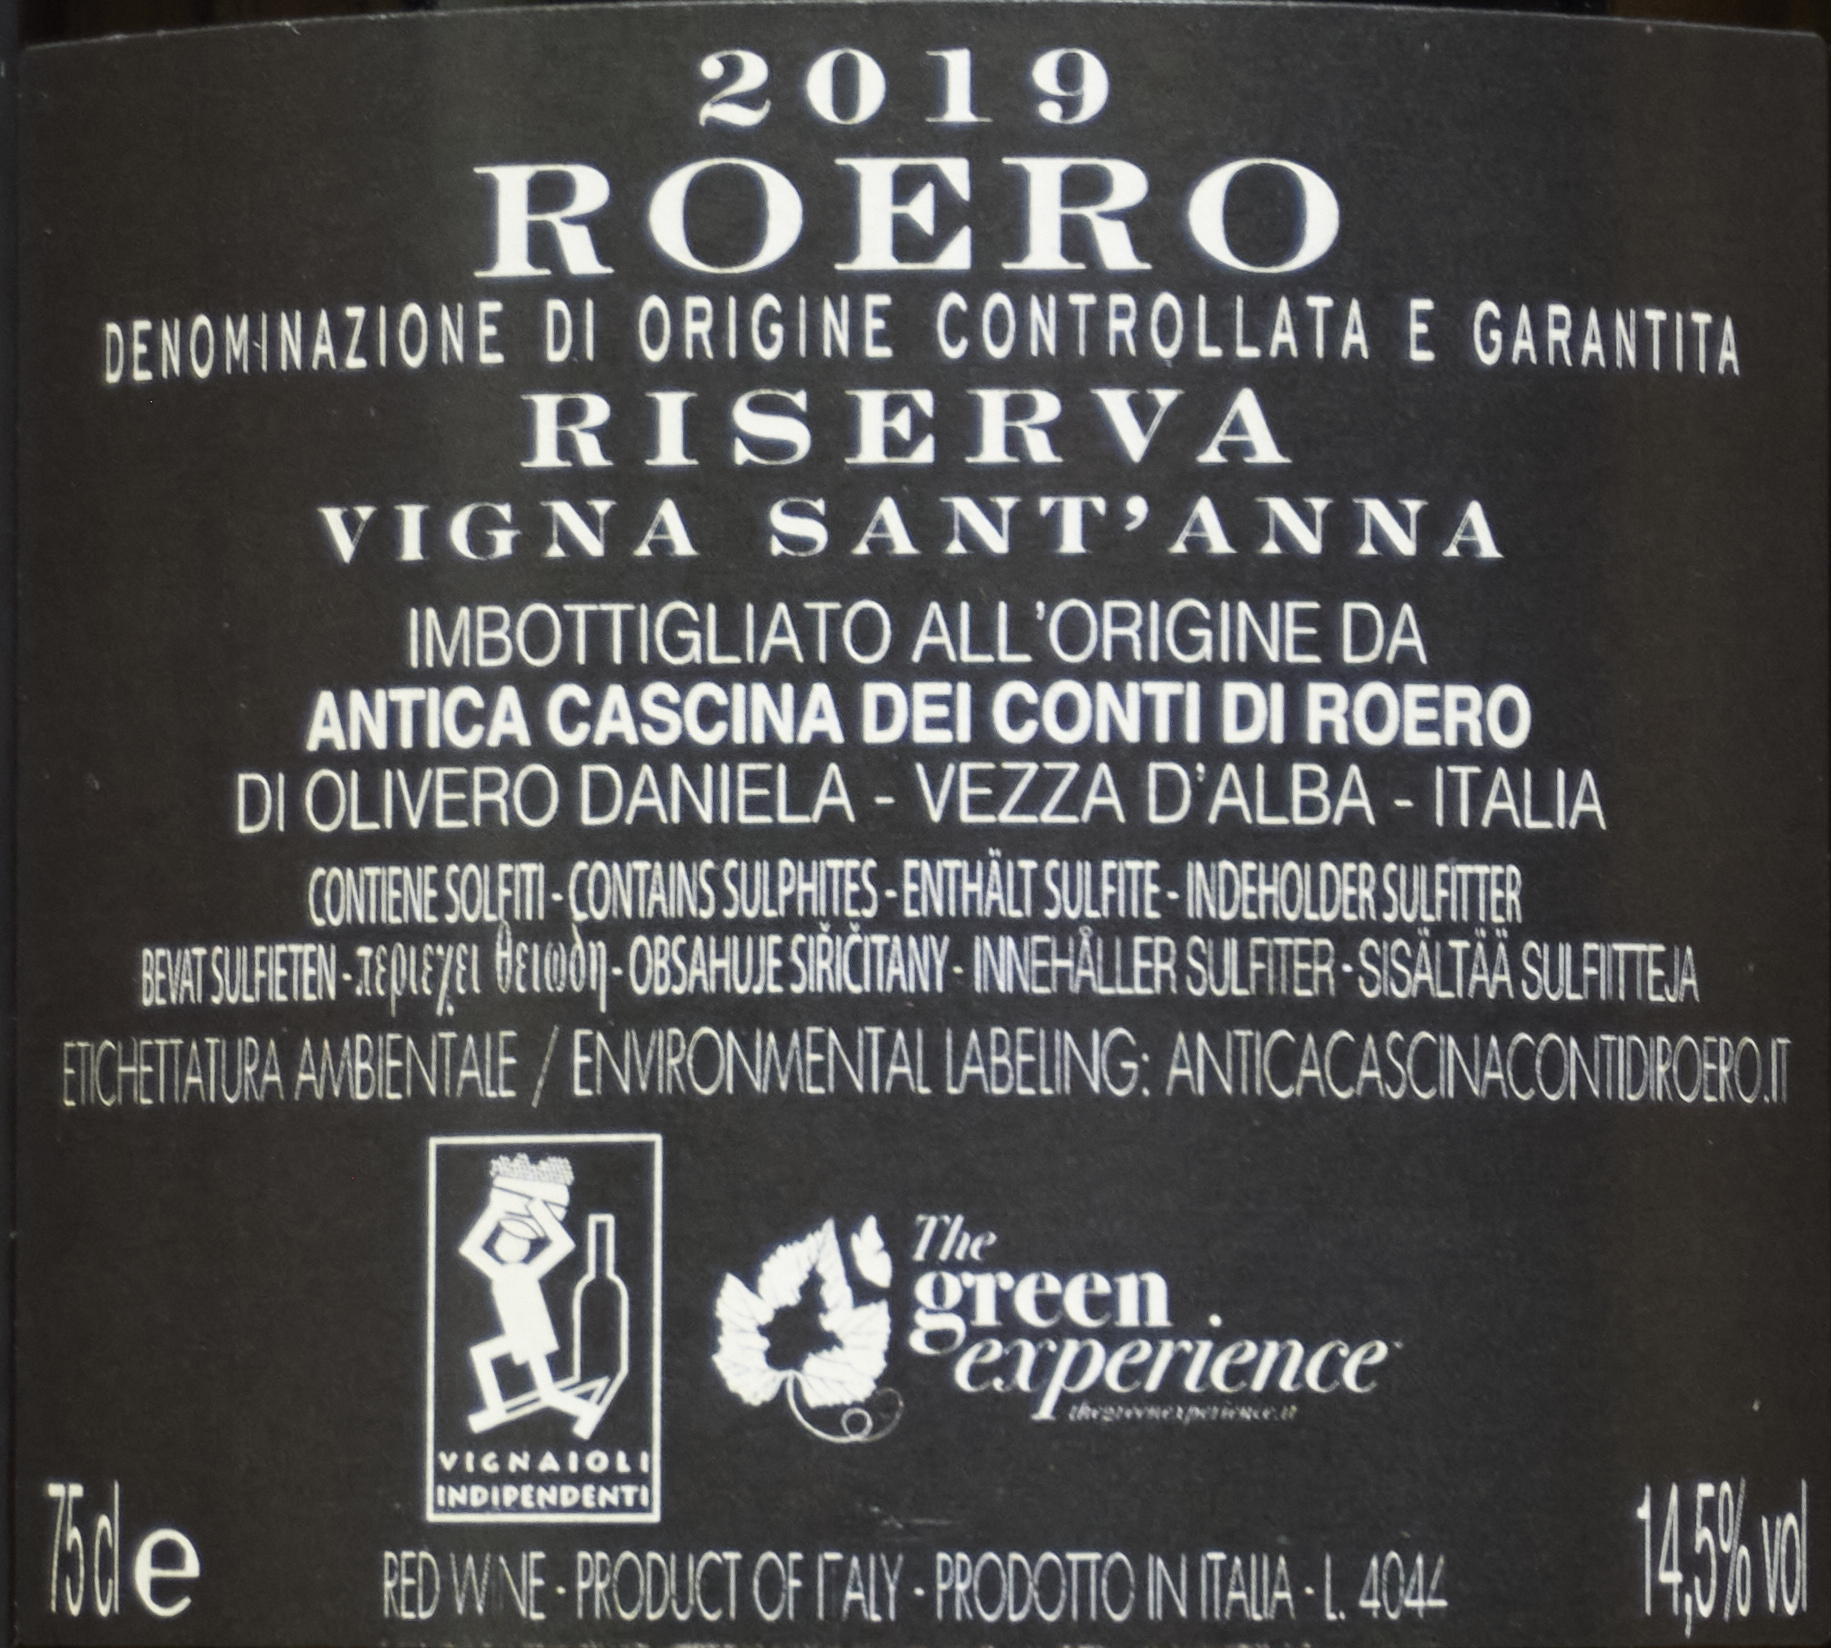 2019
ROERO
DENOMINAZIONE DI ORIGINE CONTROLLATA E GARANTITA
RISERVA
VIGNA SANT'ANNA
IMBOTTIGLIATO ALL'ORIGINE DA
ANTICA CASCINA DEI CONTI DI ROERO
DI OLIVERO DANIELA - VEZZA D'ALBA - ITALIA
CONTIENE SOLFITI - CONTAINS SULPHITES - ENTHÄLT SULFITE - INDEHOLDER SULFITTER
BEVAT SULFIETEN - περιεχει θειωδη - OBSAHUJE SIŘIČITANY - INNEHÅLLER SULFITER - SISÄLTÄÄ SULFIITTEJA
ETICHETTATURA AMBIENTALE / ENVIRONMENTAL LABELING: ANTICACASCINACONTIDIROERO.IT
The
green
experience
thegreenexperience.it
VIGNAIOLI
INDIPENDENTI
75 cl e
RED WINE - PRODUCT OF ITALY - PRODOTTO IN ITALIA - L. 4044
14,5% vol